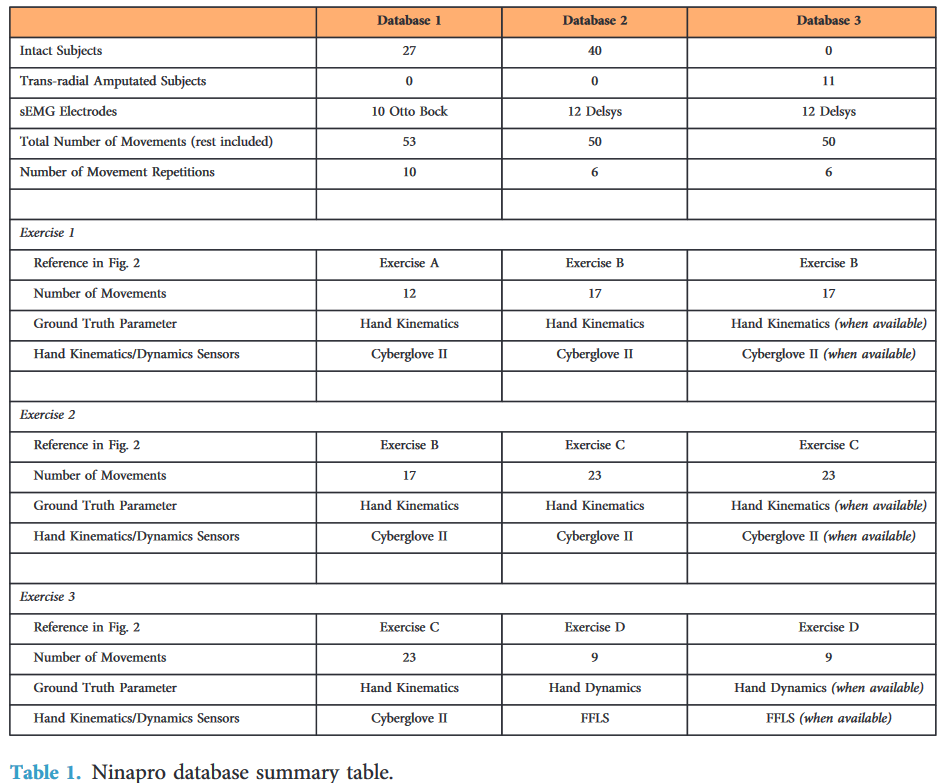 Database 1 Database 2 Database 3
Intact Subjects 27 40 0
Trans-radial Amputated Subjects 0 0 11
sEMG Electrodes 10 Otto Bock 12 Delsys 12 Delsys
Total Number of Movements (rest included) 53 50 50
Number of Movement Repetitions 10 6 6
Exercise 1
Reference in Fig. 2 Exercise A Exercise B Exercise B
Number of Movements 12 17 17
Ground Truth Parameter Hand Kinematics Hand Kinematics Hand Kinematics (when available)
Hand Kinematics/Dynamics Sensors Cyberglove II Cyberglove II Cyberglove II (when available)
Exercise 2
Reference in Fig. 2 Exercise B Exercise C Exercise C
Number of Movements 17 23 23
Ground Truth Parameter Hand Kinematics Hand Kinematics Hand Kinematics (when available)
Hand Kinematics/Dynamics Sensors Cyberglove II Cyberglove II Cyberglove II (when available)
Exercise 3
Reference in Fig. 2 Exercise C Exercise D Exercise D
Number of Movements 23 9 9
Ground Truth Parameter Hand Kinematics Hand Dynamics Hand Dynamics (when available)
Hand Kinematics/Dynamics Sensors Cyberglove II FFLS FFLS (when available)
Table 1. Ninapro database summary table.